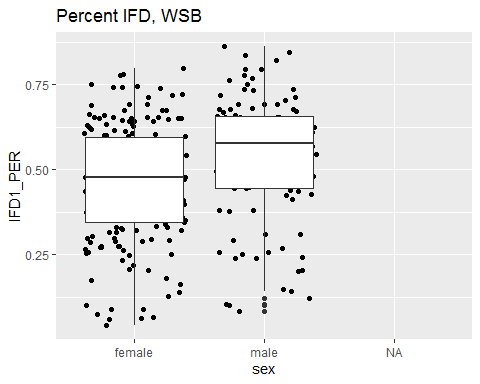 Percent IFD, WSB
IFD1_PER
0.75
0.50
0.25
female
male
NA
sex